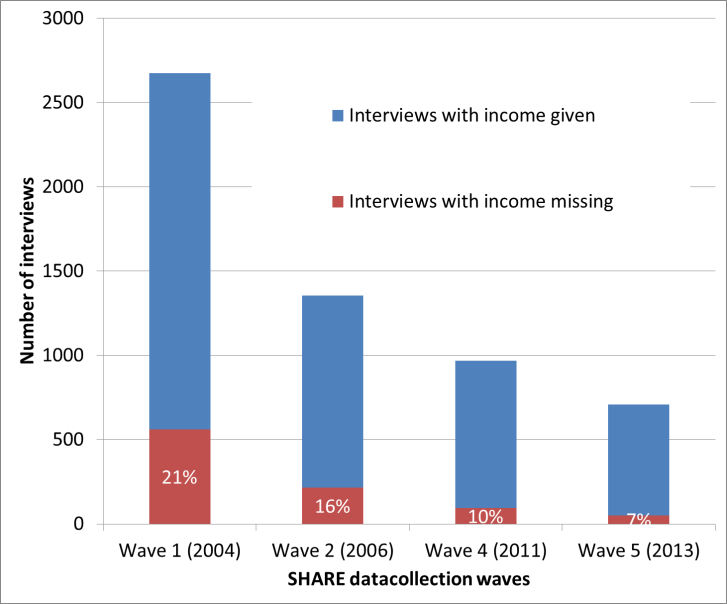 3000
2500
2000
1500
1000
500
0
Number of interviews
Interviews with income given
Interviews with income missing
21%
16%
10%
7%
Wave 1 (2004)
Wave 2 (2006)
Wave 4 (2011)
Wave 5 (2013)
SHARE datacollection waves